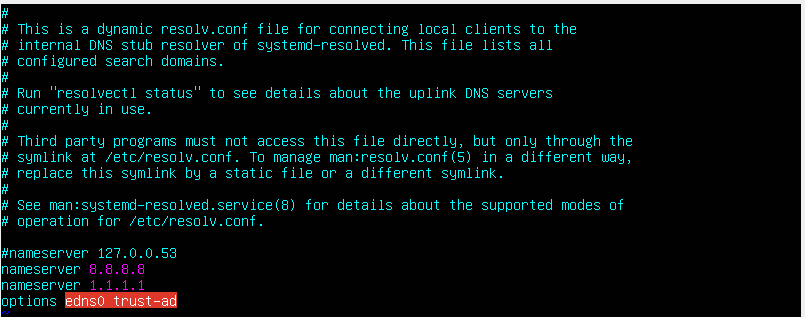 #
# This is a dynamic resolv.conf file for connecting local clients to the
# internal DNS stub resolver of systemd-resolved. This file lists all
# configured search domains.
#
# Run "resolvectl status" to see details about the uplink DNS servers
# currently in use.
#
# Third party programs must not access this file directly, but only through the
# symlink at /etc/resolv.conf. To manage man:resolv.conf(5) in a different way,
# replace this symlink by a static file or a different symlink.
#
# See man:systemd-resolved.service(8) for details about the supported modes of
# operation for /etc/resolv.conf.

#nameserver 127.0.0.53
nameserver 8.8.8.8
nameserver 1.1.1.1
options edns0 trust-ad